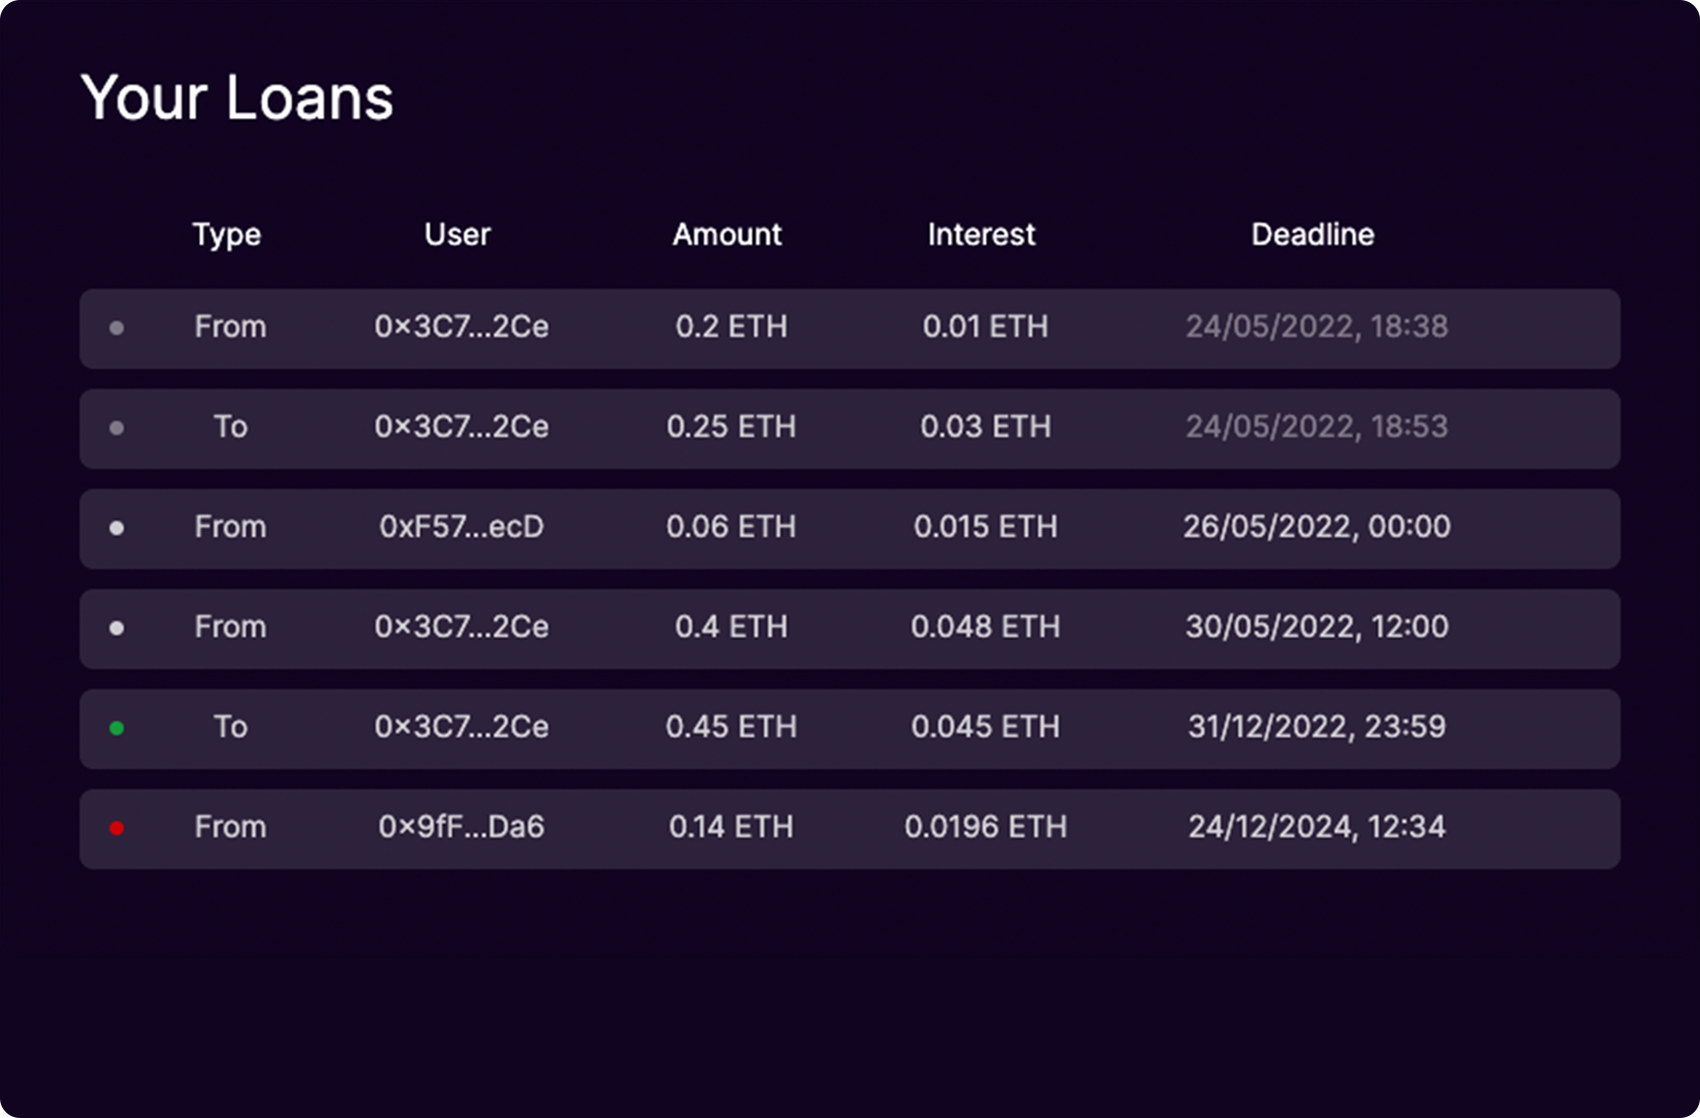 Your Loans
Type User Amount Interest Deadline
From 0×3C7...2Ce 0.2 ETH 0.01 ETH 24/05/2022, 18:38
To 0×3C7...2Ce 0.25 ETH 0.03 ETH 24/05/2022, 18:53
From 0xF57...ecD 0.06 ETH 0.015 ETH 26/05/2022, 00:00
From 0×3C7...2Ce 0.4 ETH 0.048 ETH 30/05/2022, 12:00
To 0×3C7...2Ce 0.45 ETH 0.045 ETH 31/12/2022, 23:59
From 0×9fF...Da6 0.14 ETH 0.0196 ETH 24/12/2024, 12:34